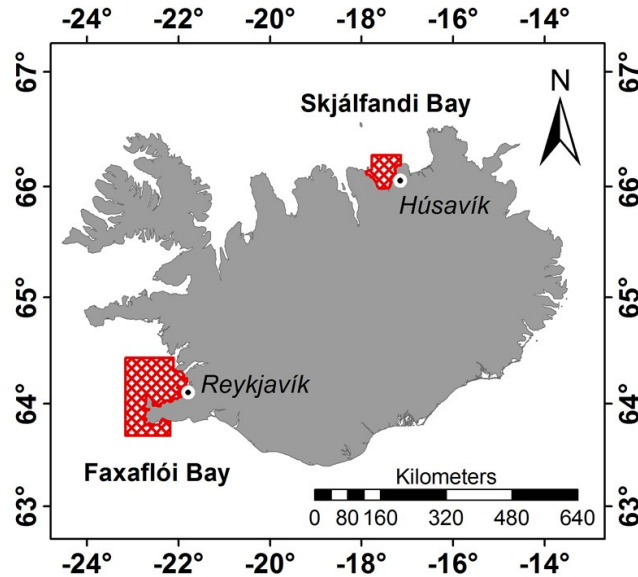 -24° -22° -20° -18° -16° -14°
67° 67°
N
Skjálfandi Bay
66° 66°
Húsavík
65° 65°
Reykjavík
64° 64°
Faxaflói Bay
Kilometers
63° 63°
0 80 160 320 480 640
-24° -22° -20° -18° -16° -14°